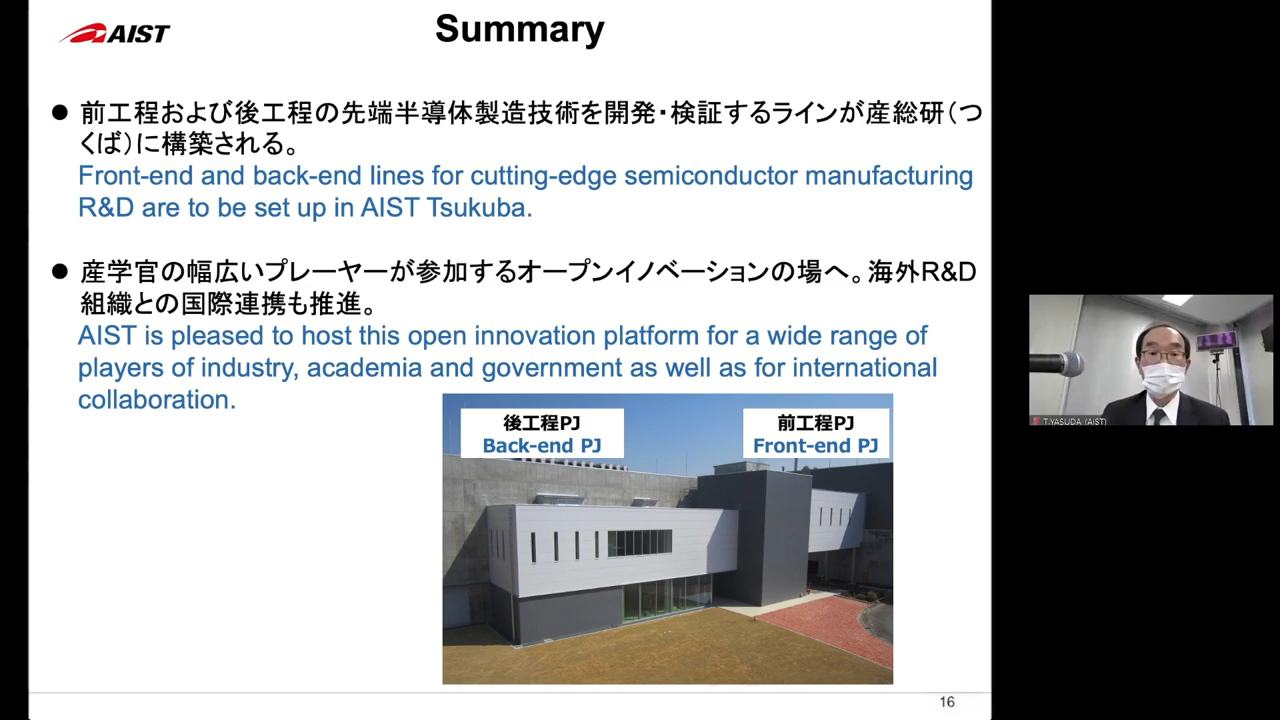 AIST
Summary
● 前工程および後工程の先端半導体製造技術を開発・検証するラインが産総研(つ
くば)に構築される。
Front-end and back-end lines for cutting-edge semiconductor manufacturing
R&D are to be set up in AIST Tsukuba.
● 産学官の幅広いプレーヤーが参加するオープンイノベーションの場へ。海外R&D
組織との国際連携も推進。
AIST is pleased to host this open innovation platform for a wide range of
players of industry, academia and government as well as for international
collaboration.
後工程PJ
Back-end PJ
前工程PJ
Front-end PJ
T.YASUDA (AIST)
16